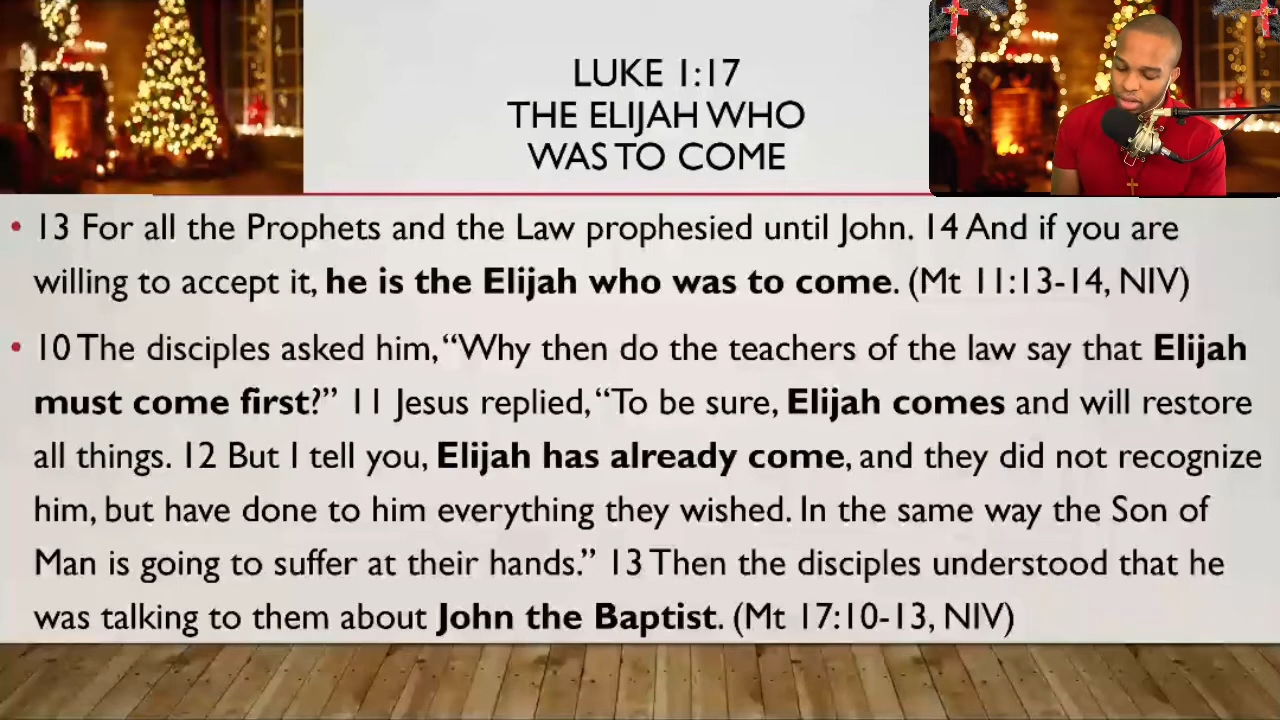 LUKE 1:17
THE ELIJAH WHO
WAS TO COME
• 13 For all the Prophets and the Law prophesied until John. 14 And if you are
willing to accept it, he is the Elijah who was to come. (Mt 11:13-14, NIV)
• 10 The disciples asked him, “Why then do the teachers of the law say that Elijah
must come first?” 11 Jesus replied, “To be sure, Elijah comes and will restore
all things. 12 But I tell you, Elijah has already come, and they did not recognize
him, but have done to him everything they wished. In the same way the Son of
Man is going to suffer at their hands.” 13 Then the disciples understood that he
was talking to them about John the Baptist. (Mt 17:10-13, NIV)